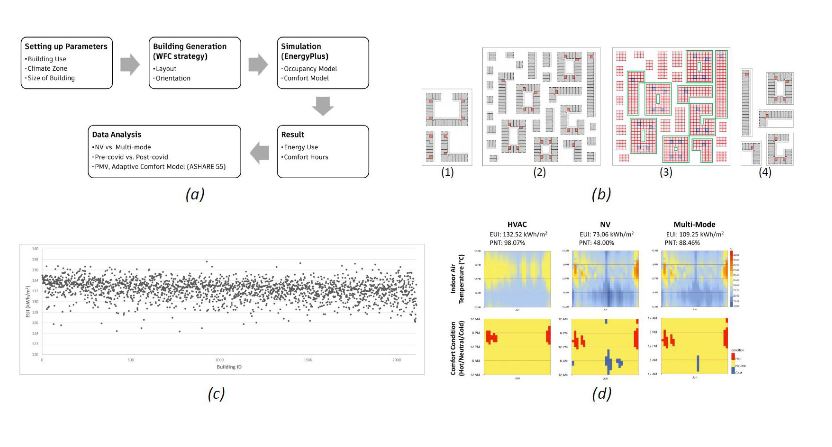 Setting up Parameters
•Building Use
•Climate Zone
•Size of Building
Building Generation
(WFC strategy)
•Layout
•Orientation
Simulation
(EnergyPlus)
•Occupancy Model
•Comfort Model
Data Analysis
•NV vs. Multi-mode
•Pre-covid vs. Post-covid
•PMV, Adaptive Comfort Model (ASHARE 55)
Result
•Energy Use
•Comfort Hours
(a)
(1)
(2)
(3)
(4)
(b)
EUI (kWh/m²)
Building ID
(c)
HVAC
EUI: 132.52 kWh/m²
PNT: 98.07%
NV
EUI: 73.06 kWh/m²
PNT: 48.00%
Multi-Mode
EUI: 109.25 kWh/m²
PNT: 88.46%
Indoor Air
Temperature (°C)
Comfort Condition
(Hot/Neutral/Cold)
(d)